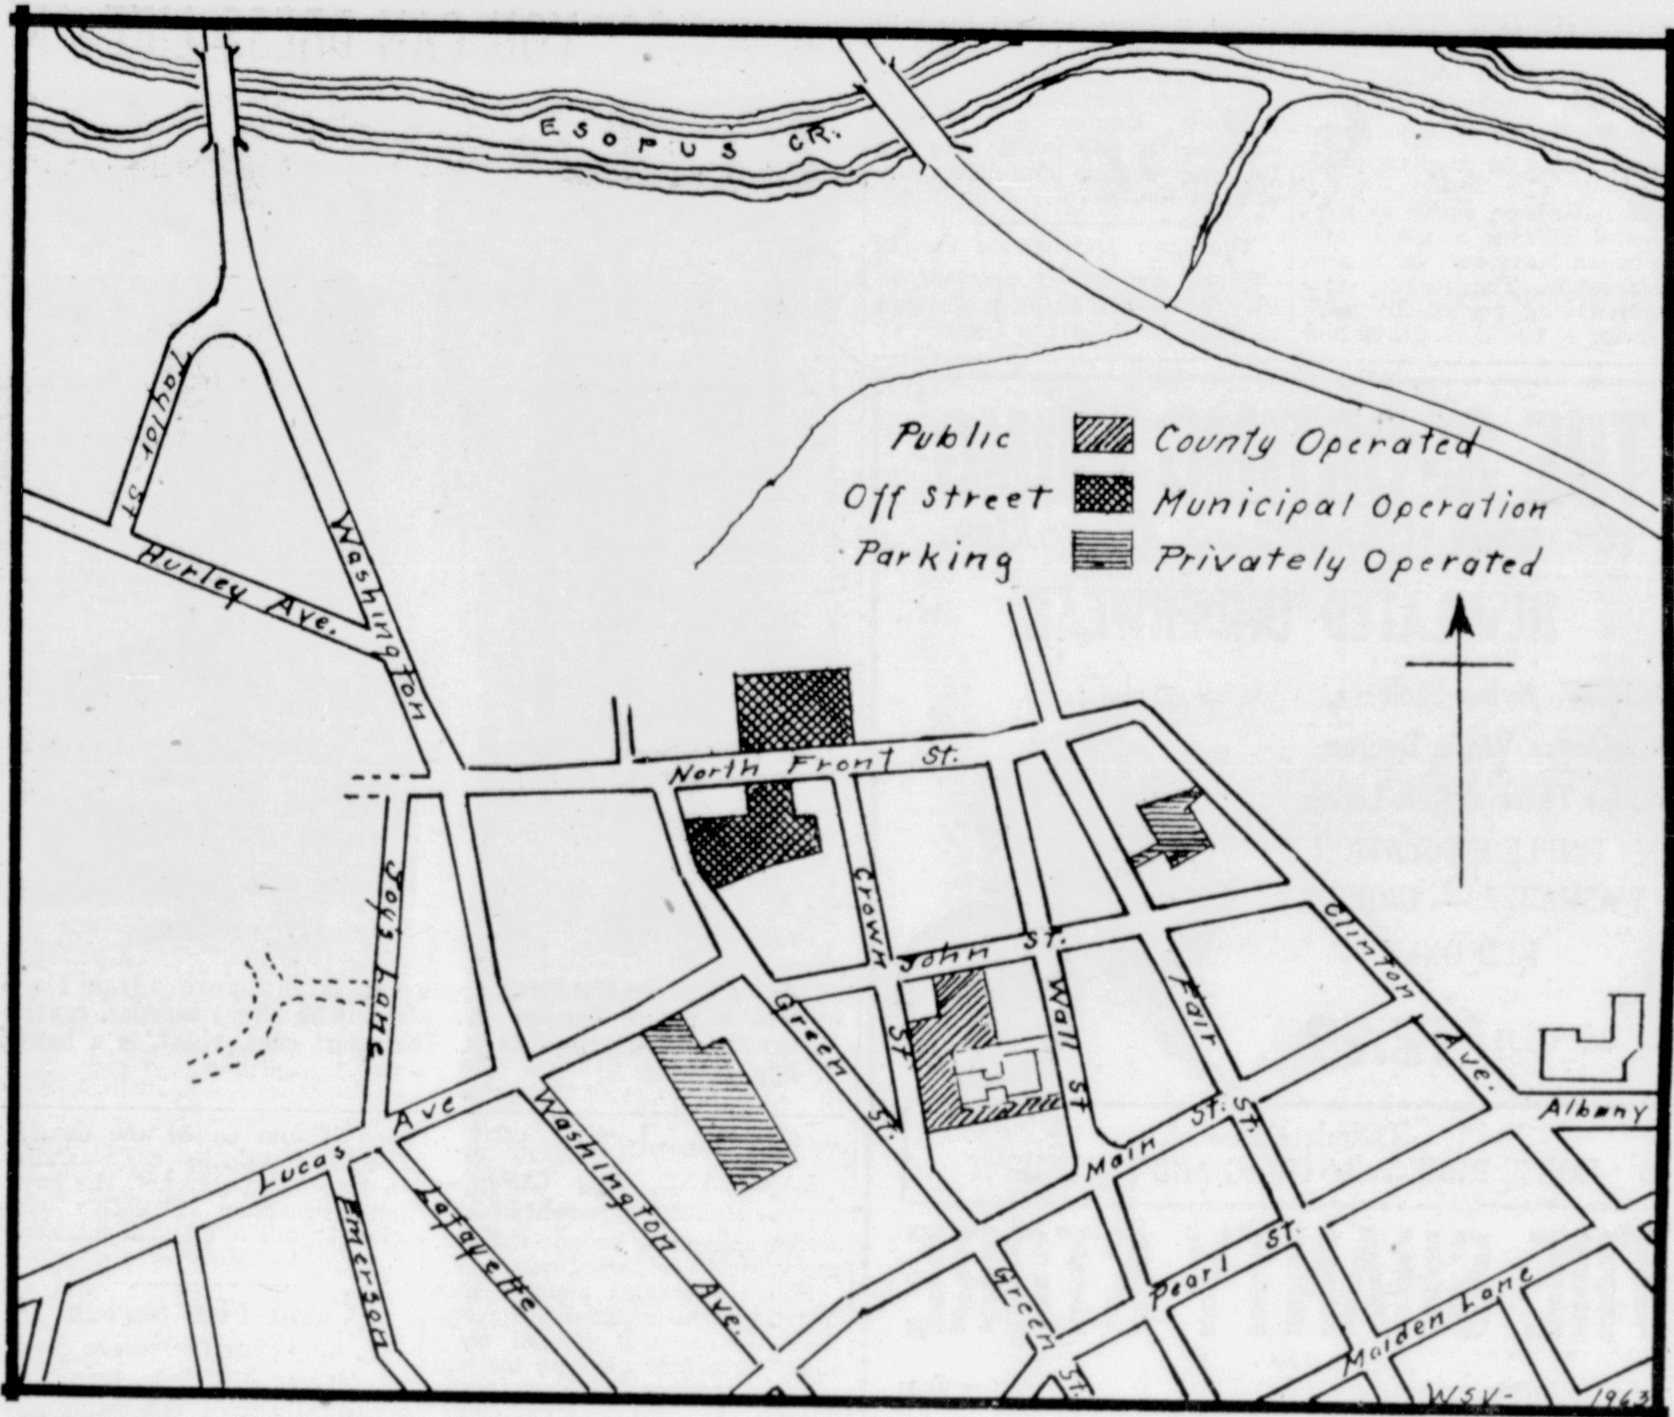 ESOPUS CR.
Taylor St
Washington
Hurley Ave.
Public
Off Street
Parking
County Operated
Municipal Operation
Privately Operated
North Front St.
Joy's Lane
Crown
St.
John St.
Clinton
Ave.
Green
St.
Wall St
Fair
St.
Main St.
Albany
Lucas Ave
Washington Ave.
Emerson
Lafayette
Green St.
Pearl St.
Maiden Lane
WSV- 1963